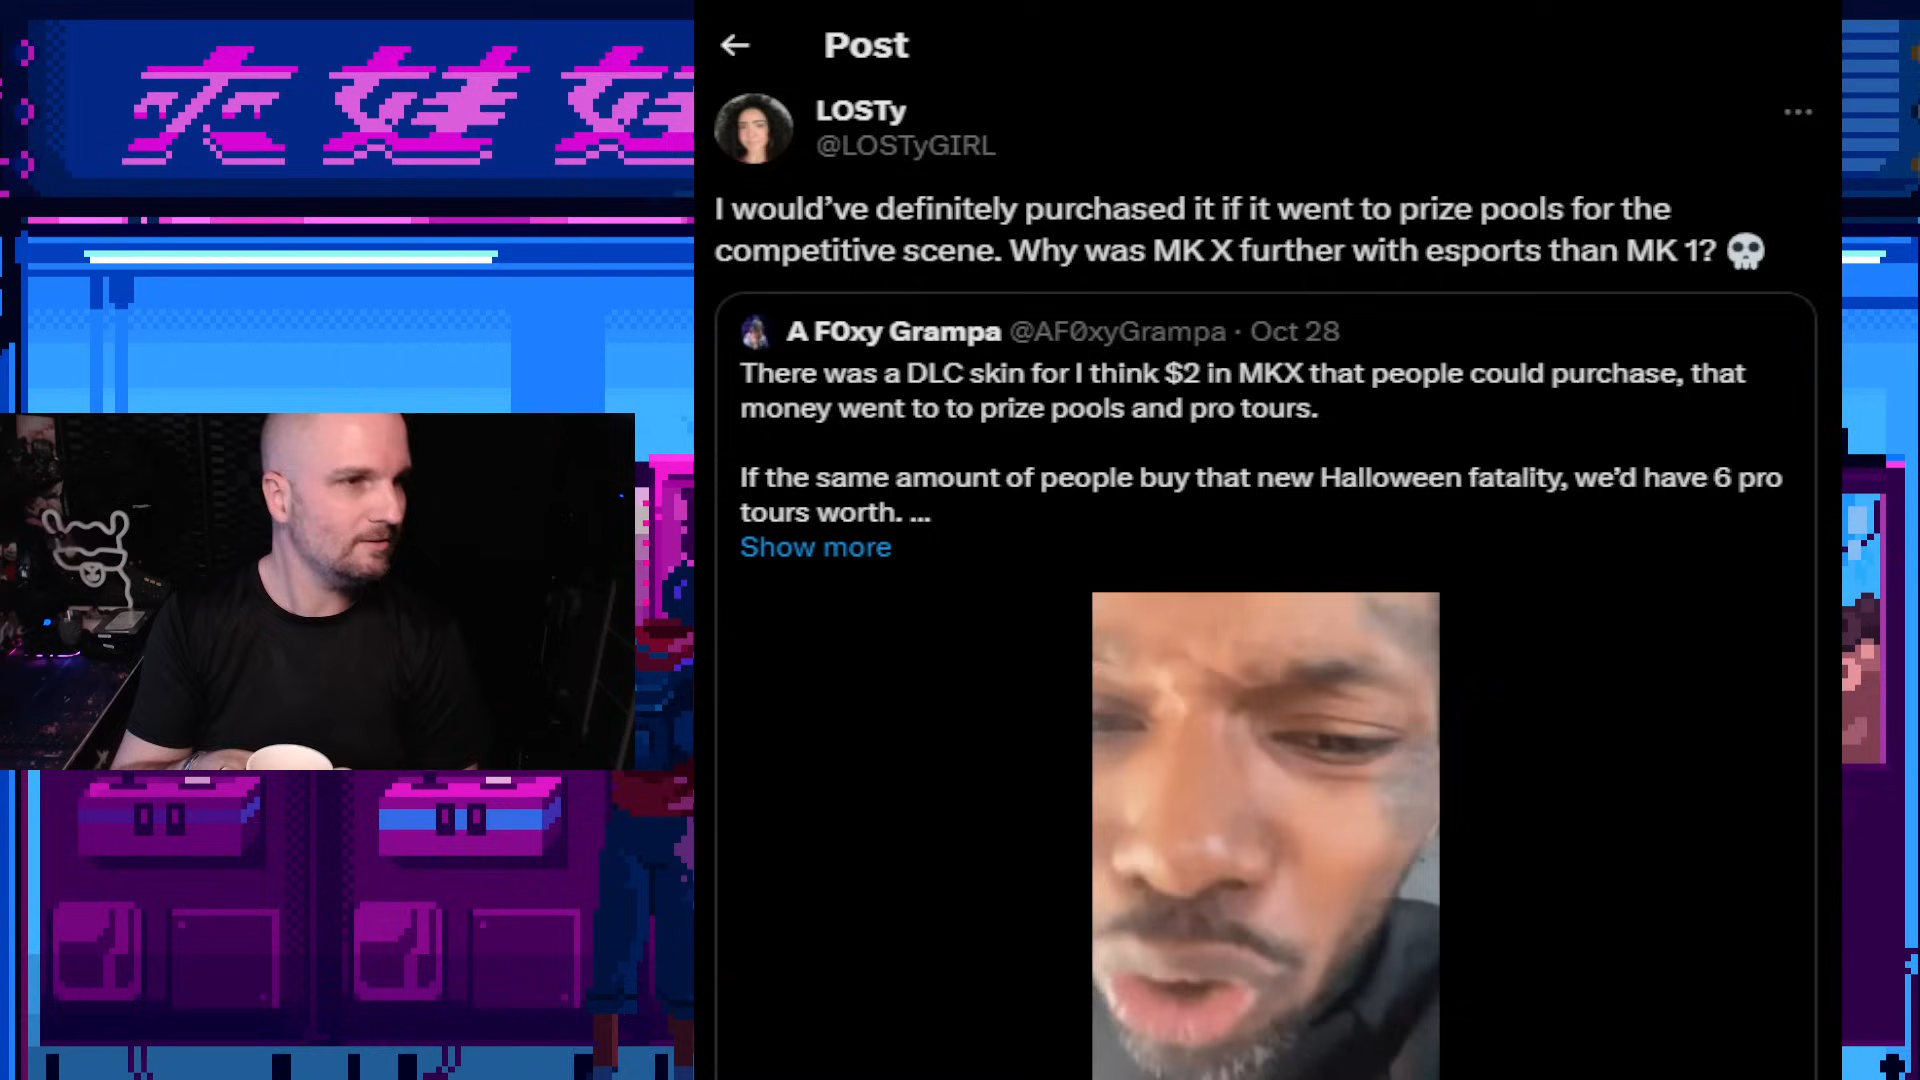 Post
LOSTy
@LOSTyGIRL
I would’ve definitely purchased it if it went to prize pools for the
competitive scene. Why was MK X further with esports than MK 1? 💀
A F0xy Grampa @AF0xyGrampa · Oct 28
There was a DLC skin for I think $2 in MKX that people could purchase, that
money went to to prize pools and pro tours.
If the same amount of people buy that new Halloween fatality, we’d have 6 pro
tours worth. ...
Show more